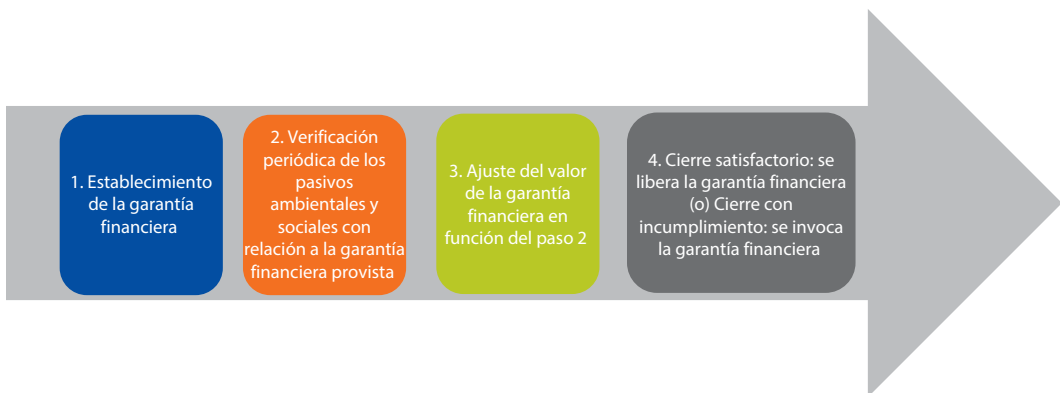 1. Establecimiento
de la garantía
financiera
2. Verificación
periódica de los
pasivos
ambientales y
sociales con
relación a la garantía
financiera provista
3. Ajuste del valor
de la garantía
financiera en
función del paso 2
4. Cierre satisfactorio: se
libera la garantía financiera
(o) Cierre con
incumplimiento: se invoca
la garantía financiera